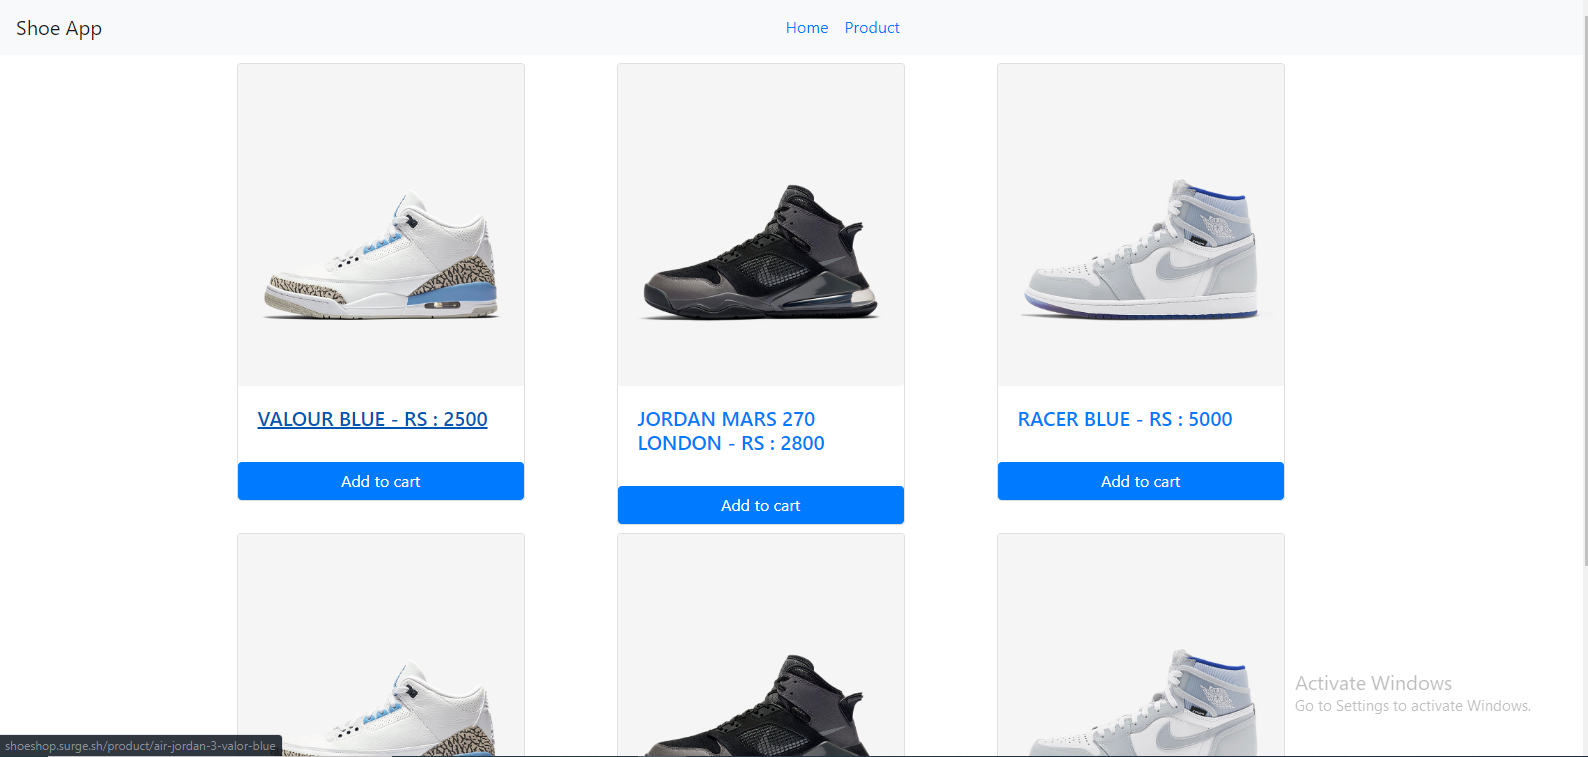 Shoe App
Home
Product
VALOUR BLUE - RS : 2500
JORDAN MARS 270
LONDON - RS : 2800
RACER BLUE - RS : 5000
Add to cart
Add to cart
Add to cart
Activate Windows
Go to Settings to activate Windows.
shoeshop.surge.sh/product/air-jordan-3-valor-blue